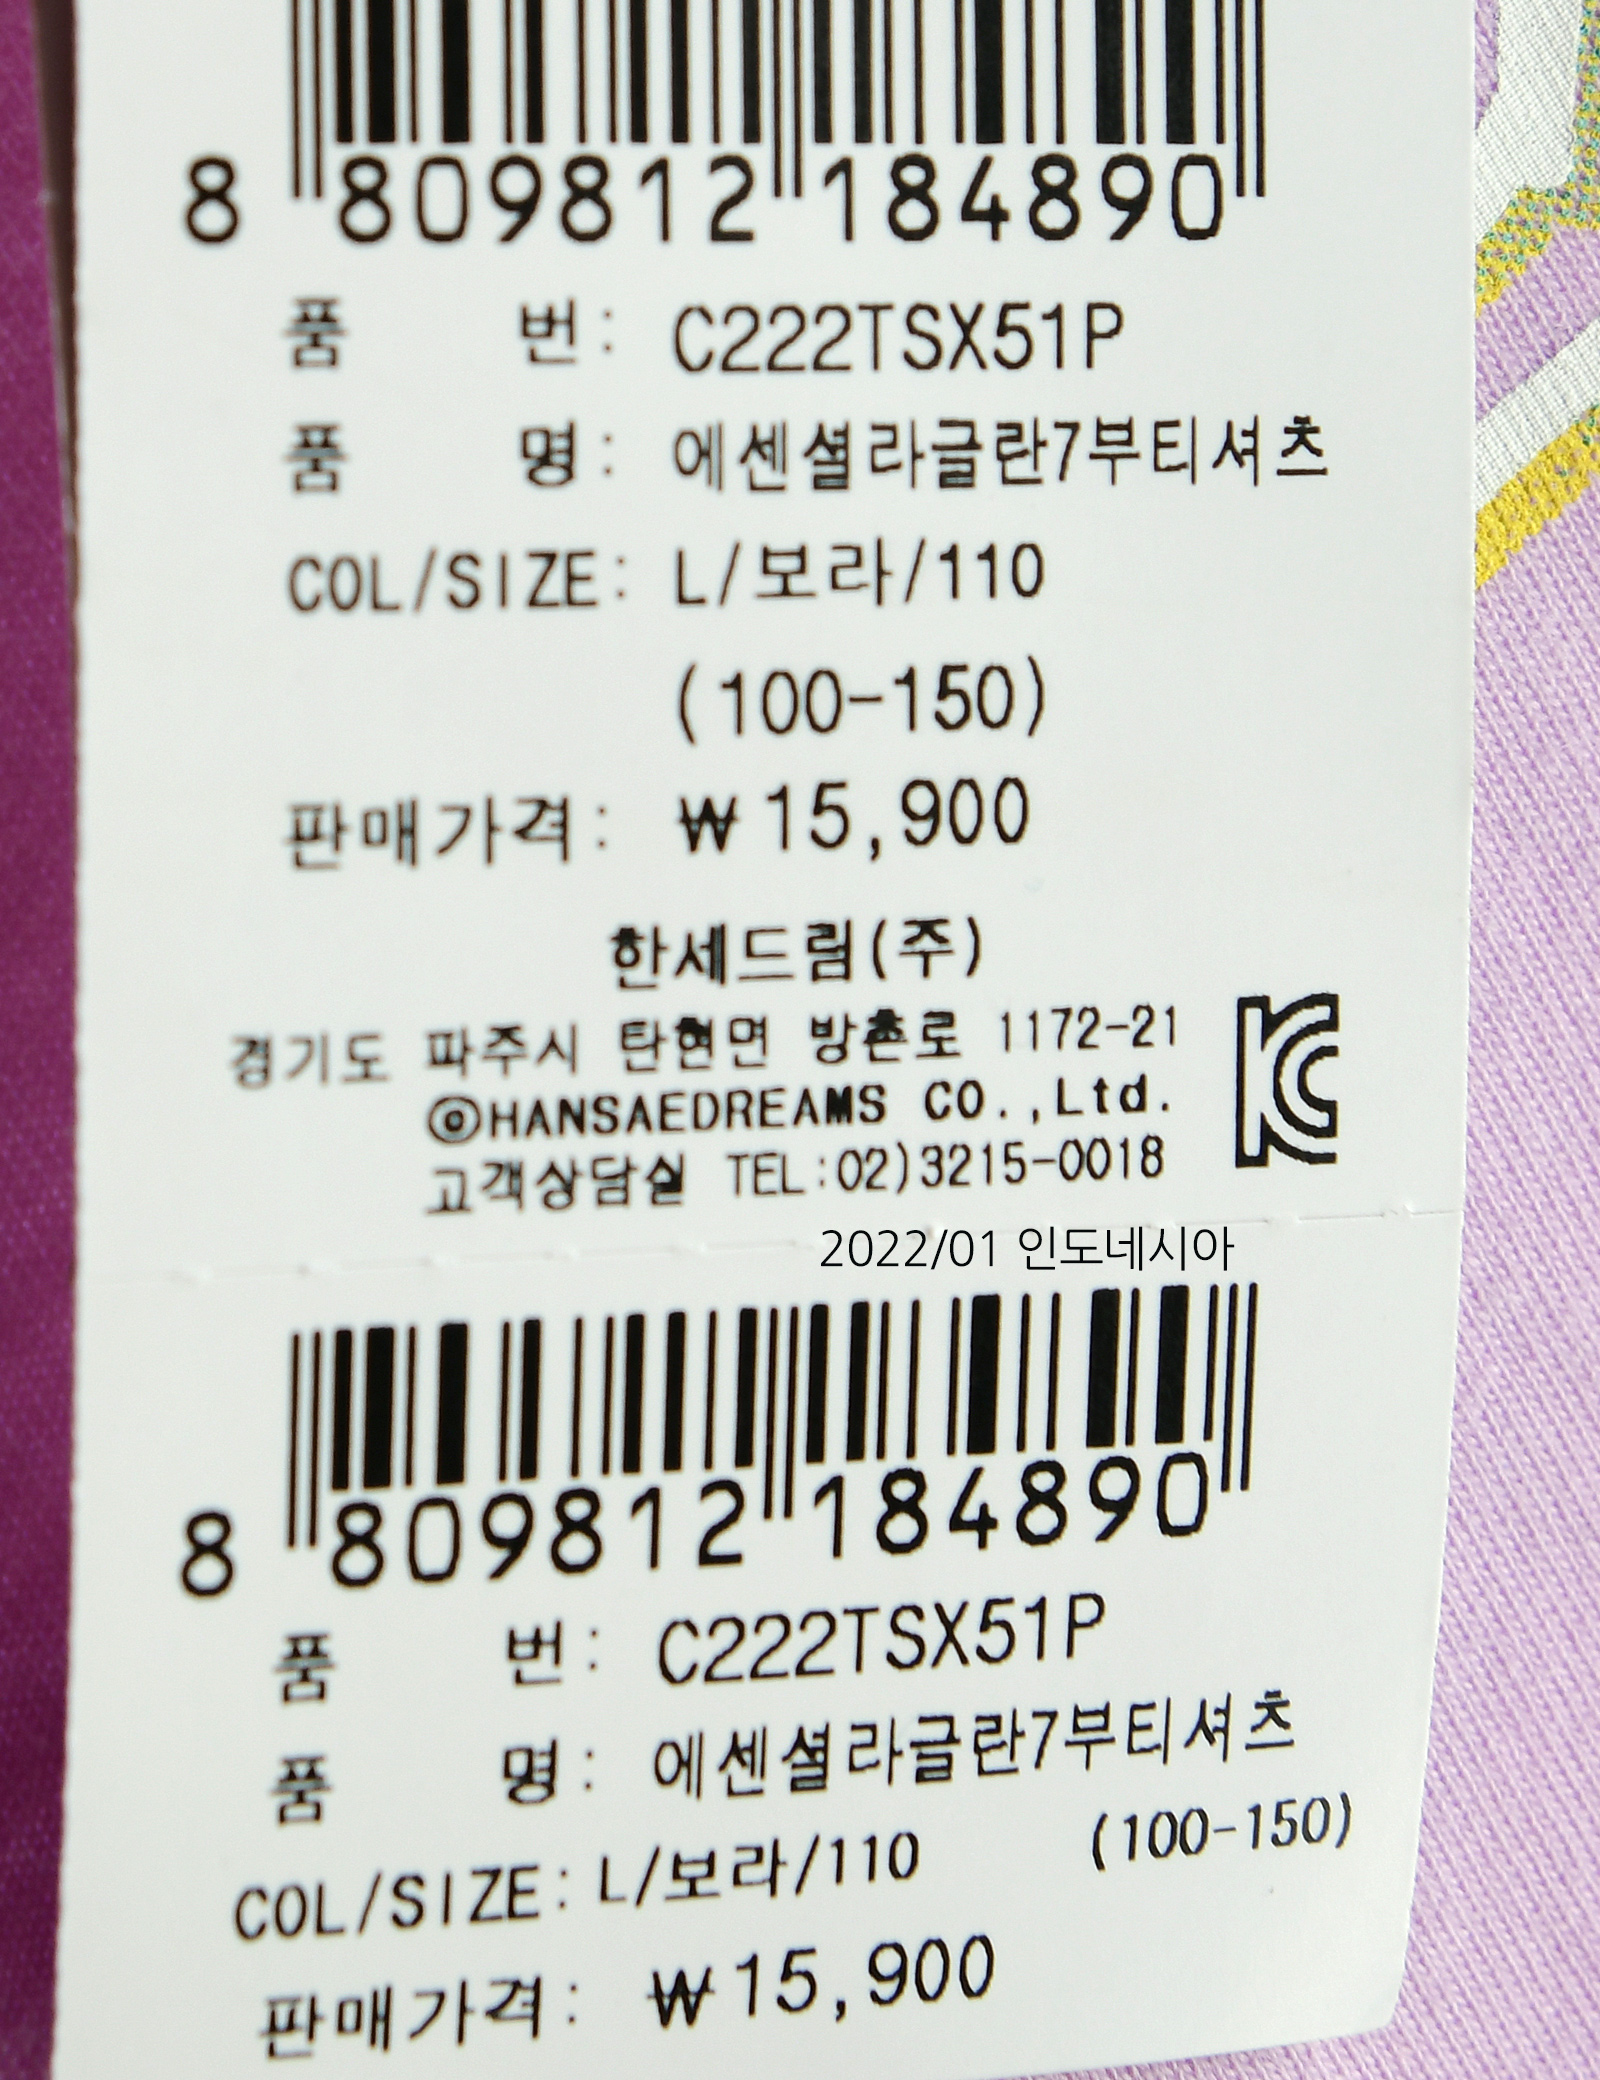 8 809812 184890
품 번: C222TSX51P
품 명: 에센셜라글란7부티셔츠
COL/SIZE: L/보라/110
(100-150)
판매가격: ₩15,900
한세드림(주)
경기도 파주시 탄현면 방촌로 1172-21
ⓒHANSAEDREAMS CO.,Ltd.
고객상담실 TEL:02)3215-0018
KC
2022/01 인도네시아
8 809812 184890
품 번: C222TSX51P
품 명: 에센셜라글란7부티셔츠
COL/SIZE: L/보라/110 (100-150)
판매가격: ₩15,900